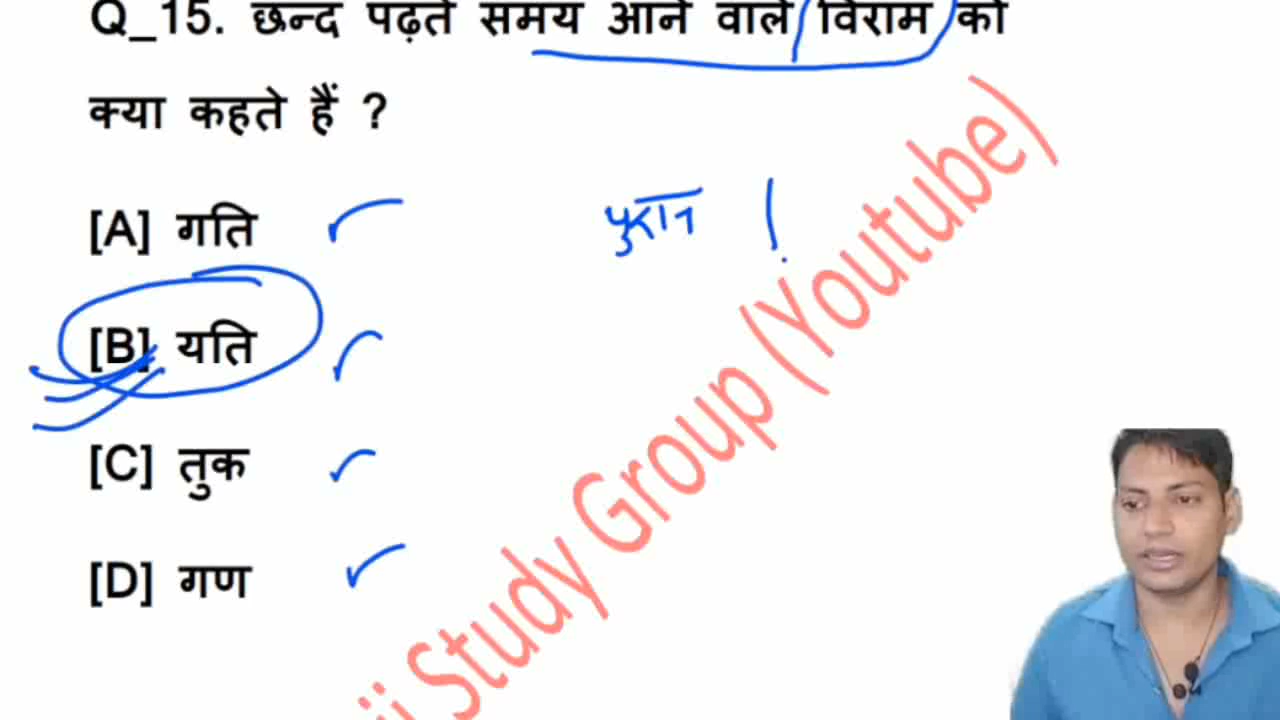 Q_15. छन्द पढ़ते समय आने वाले विराम को
क्या कहते हैं ?
[A] गति
[B] यति
[C] तुक
[D] गण
Study Group (Youtube)